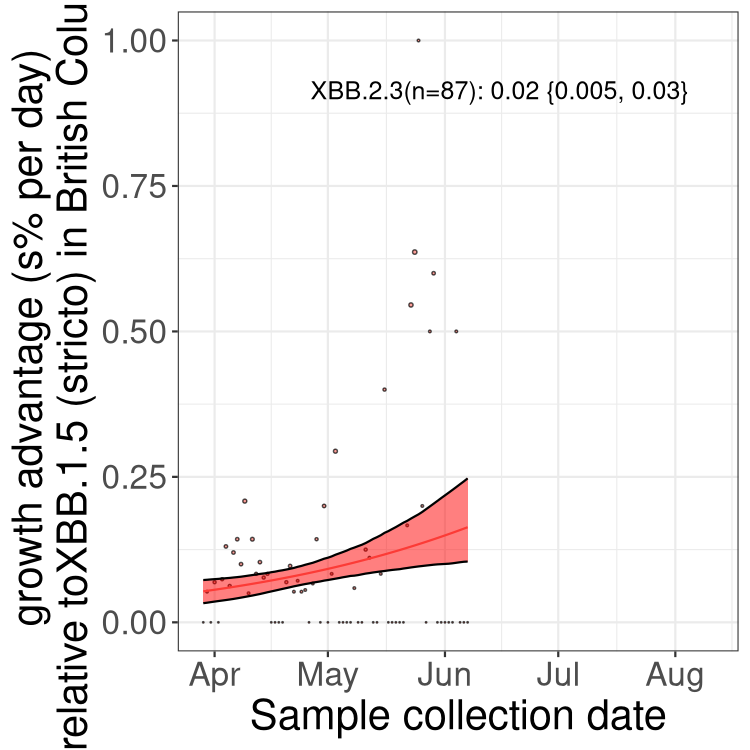 growth advantage (s% per day)
relative toXBB.1.5 (stricto) in British Colu
1.00
0.75
0.50
0.25
0.00
XBB.2.3(n=87): 0.02 {0.005, 0.03}
Apr May Jun Jul Aug
Sample collection date